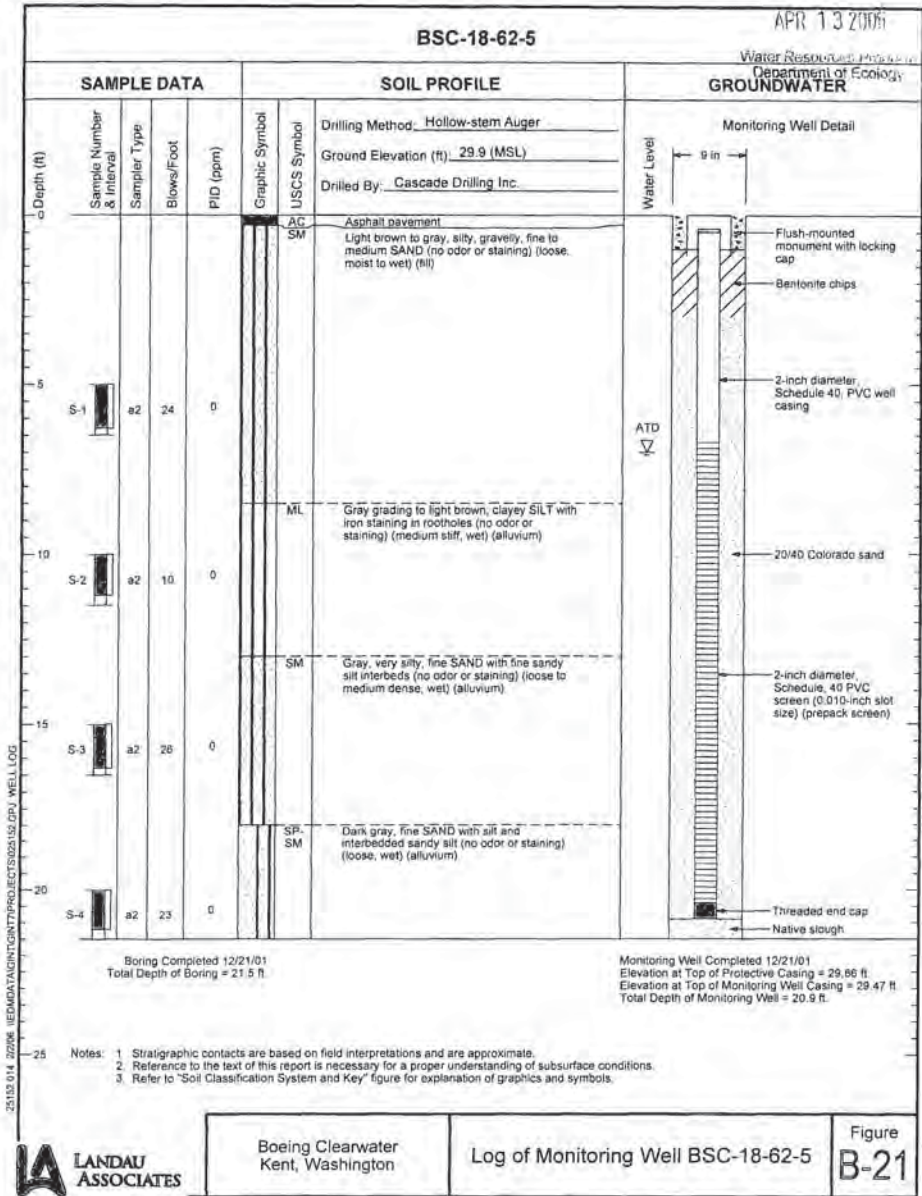 APR 13 2006
BSC-18-62-5
Water Resources
Department of Ecology
SAMPLE DATA
SOIL PROFILE
GROUNDWATER
Depth (ft)
Sample Number
& Interval
Sampler Type
Blows/Foot
PID (ppm)
Graphic Symbol
USCS Symbol
Drilling Method: Hollow-stem Auger
Ground Elevation (ft): 29.9 (MSL)
Drilled By: Cascade Drilling Inc.
Water Level
Monitoring Well Detail
9 in
0
AC
Asphalt pavement
SM
Light brown to gray, silty, gravelly, fine to
medium SAND (no odor or staining) (loose,
moist to wet) (fill)
Flush-mounted
monument with locking
cap
Bentonite chips
5
S-1
a2
24
0
2-inch diameter,
Schedule 40, PVC well
casing
ATD
ML
Gray grading to light brown, clayey SILT with
iron staining in rootholes (no odor or
staining) (medium stiff, wet) (alluvium)
10
S-2
a2
10
0
20/40 Colorado sand
SM
Gray, very silty, fine SAND with fine sandy
silt interbeds (no odor or staining) (loose to
medium dense, wet) (alluvium)
2-inch diameter,
Schedule, 40 PVC
screen (0.010-inch slot
size) (prepack screen)
15
S-3
a2
26
0
SP-
SM
Dark gray, fine SAND with silt and
interbedded sandy silt (no odor or staining)
(loose, wet) (alluvium)
20
S-4
a2
23
0
Threaded end cap
Native slough
Boring Completed 12/21/01
Total Depth of Boring = 21.5 ft.
Monitoring Well Completed 12/21/01
Elevation at Top of Protective Casing = 29.86 ft.
Elevation at Top of Monitoring Well Casing = 29.47 ft.
Total Depth of Monitoring Well = 20.9 ft.
25
Notes: 1. Stratigraphic contacts are based on field interpretations and are approximate.
2. Reference to the text of this report is necessary for a proper understanding of subsurface conditions.
3. Refer to "Soil Classification System and Key" figure for explanation of graphics and symbols.
25152.014 2/2/06 \\EDMDATA\GINT\GINT7\PROJECTS\025152.GPJ WELL LOG
LA LANDAU
ASSOCIATES
Boeing Clearwater
Kent, Washington
Log of Monitoring Well BSC-18-62-5
Figure
B-21